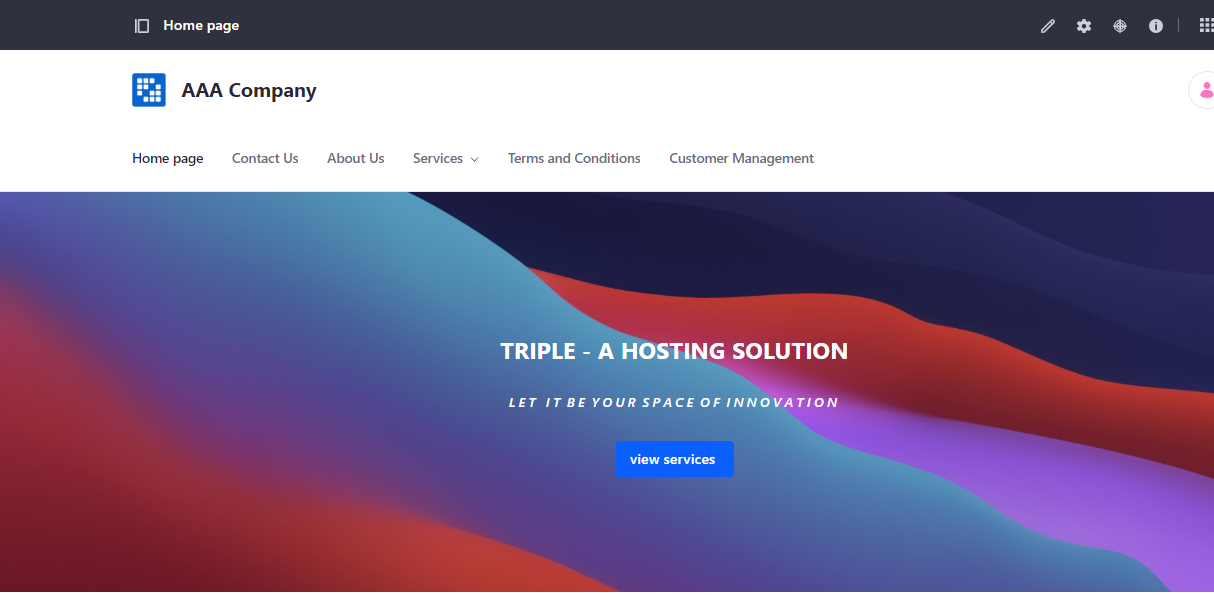 Home page
AAA Company
Home page Contact Us About Us Services Terms and Conditions Customer Management
TRIPLE - A HOSTING SOLUTION
LET IT BE YOUR SPACE OF INNOVATION
view services